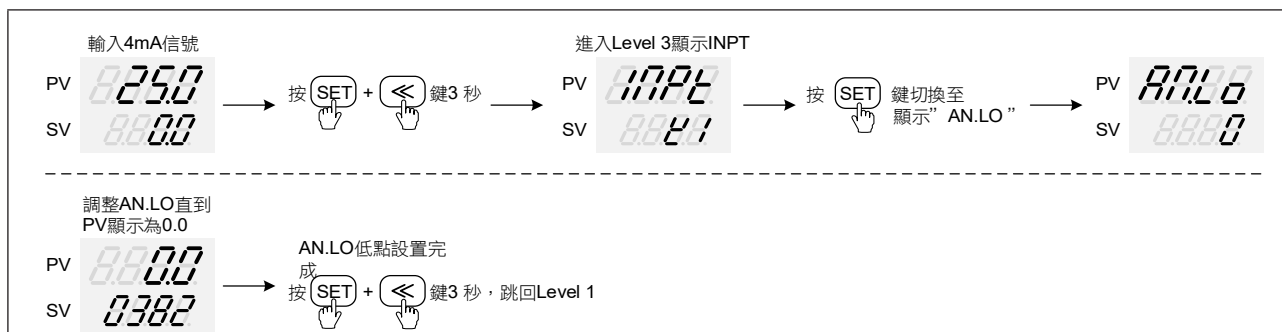 輸入4mA信號
PV 25.0
SV 0.0
按 SET + ≪ 鍵3 秒
進入Level 3顯示INPT
PV INPt
SV K1
按 SET 鍵切換至
顯示” AN.LO ”
PV AN.Lo
SV 0
調整AN.LO直到
PV顯示為0.0
PV 0.0
SV 0382
AN.LO低點設置完
成
按 SET + ≪ 鍵3 秒，跳回Level 1